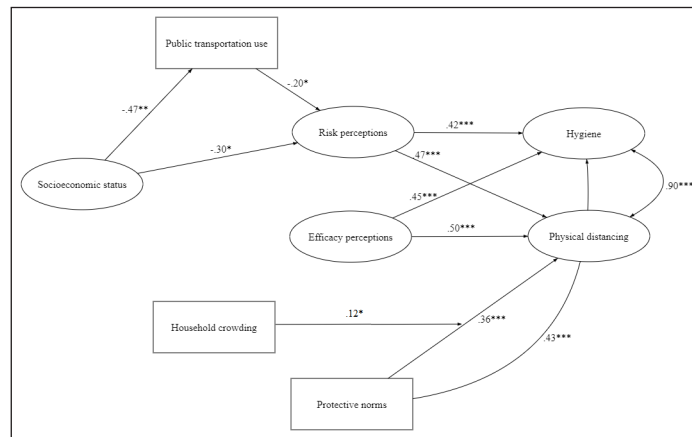 Public transportation use
-.47**
-.20*
Risk perceptions
.42***
Hygiene
-.30*
.47***
Socioeconomic status
.45***
.90***
Efficacy perceptions
.50***
Physical distancing
Household crowding
.12*
.36***
.43***
Protective norms